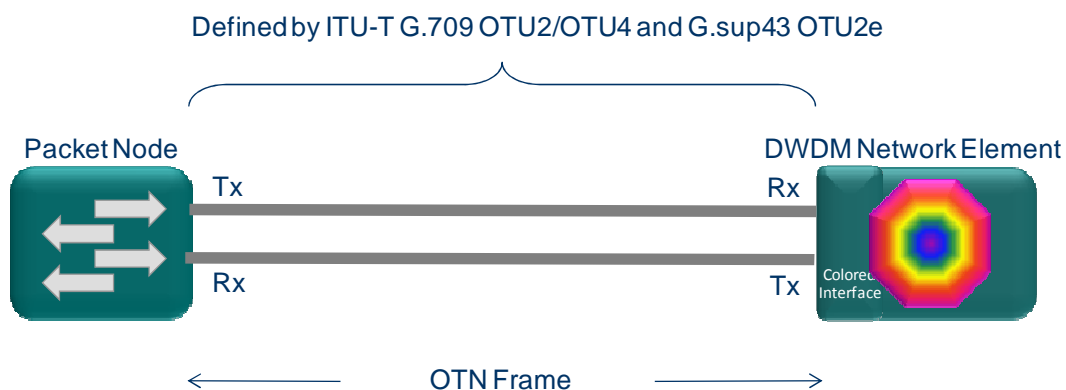 Defined by ITU-T G.709 OTU2/OTU4 and G.sup43 OTU2e
Packet Node
DWDM Network Element
Tx
Rx
Rx
Tx
Colored
Interface
OTN Frame